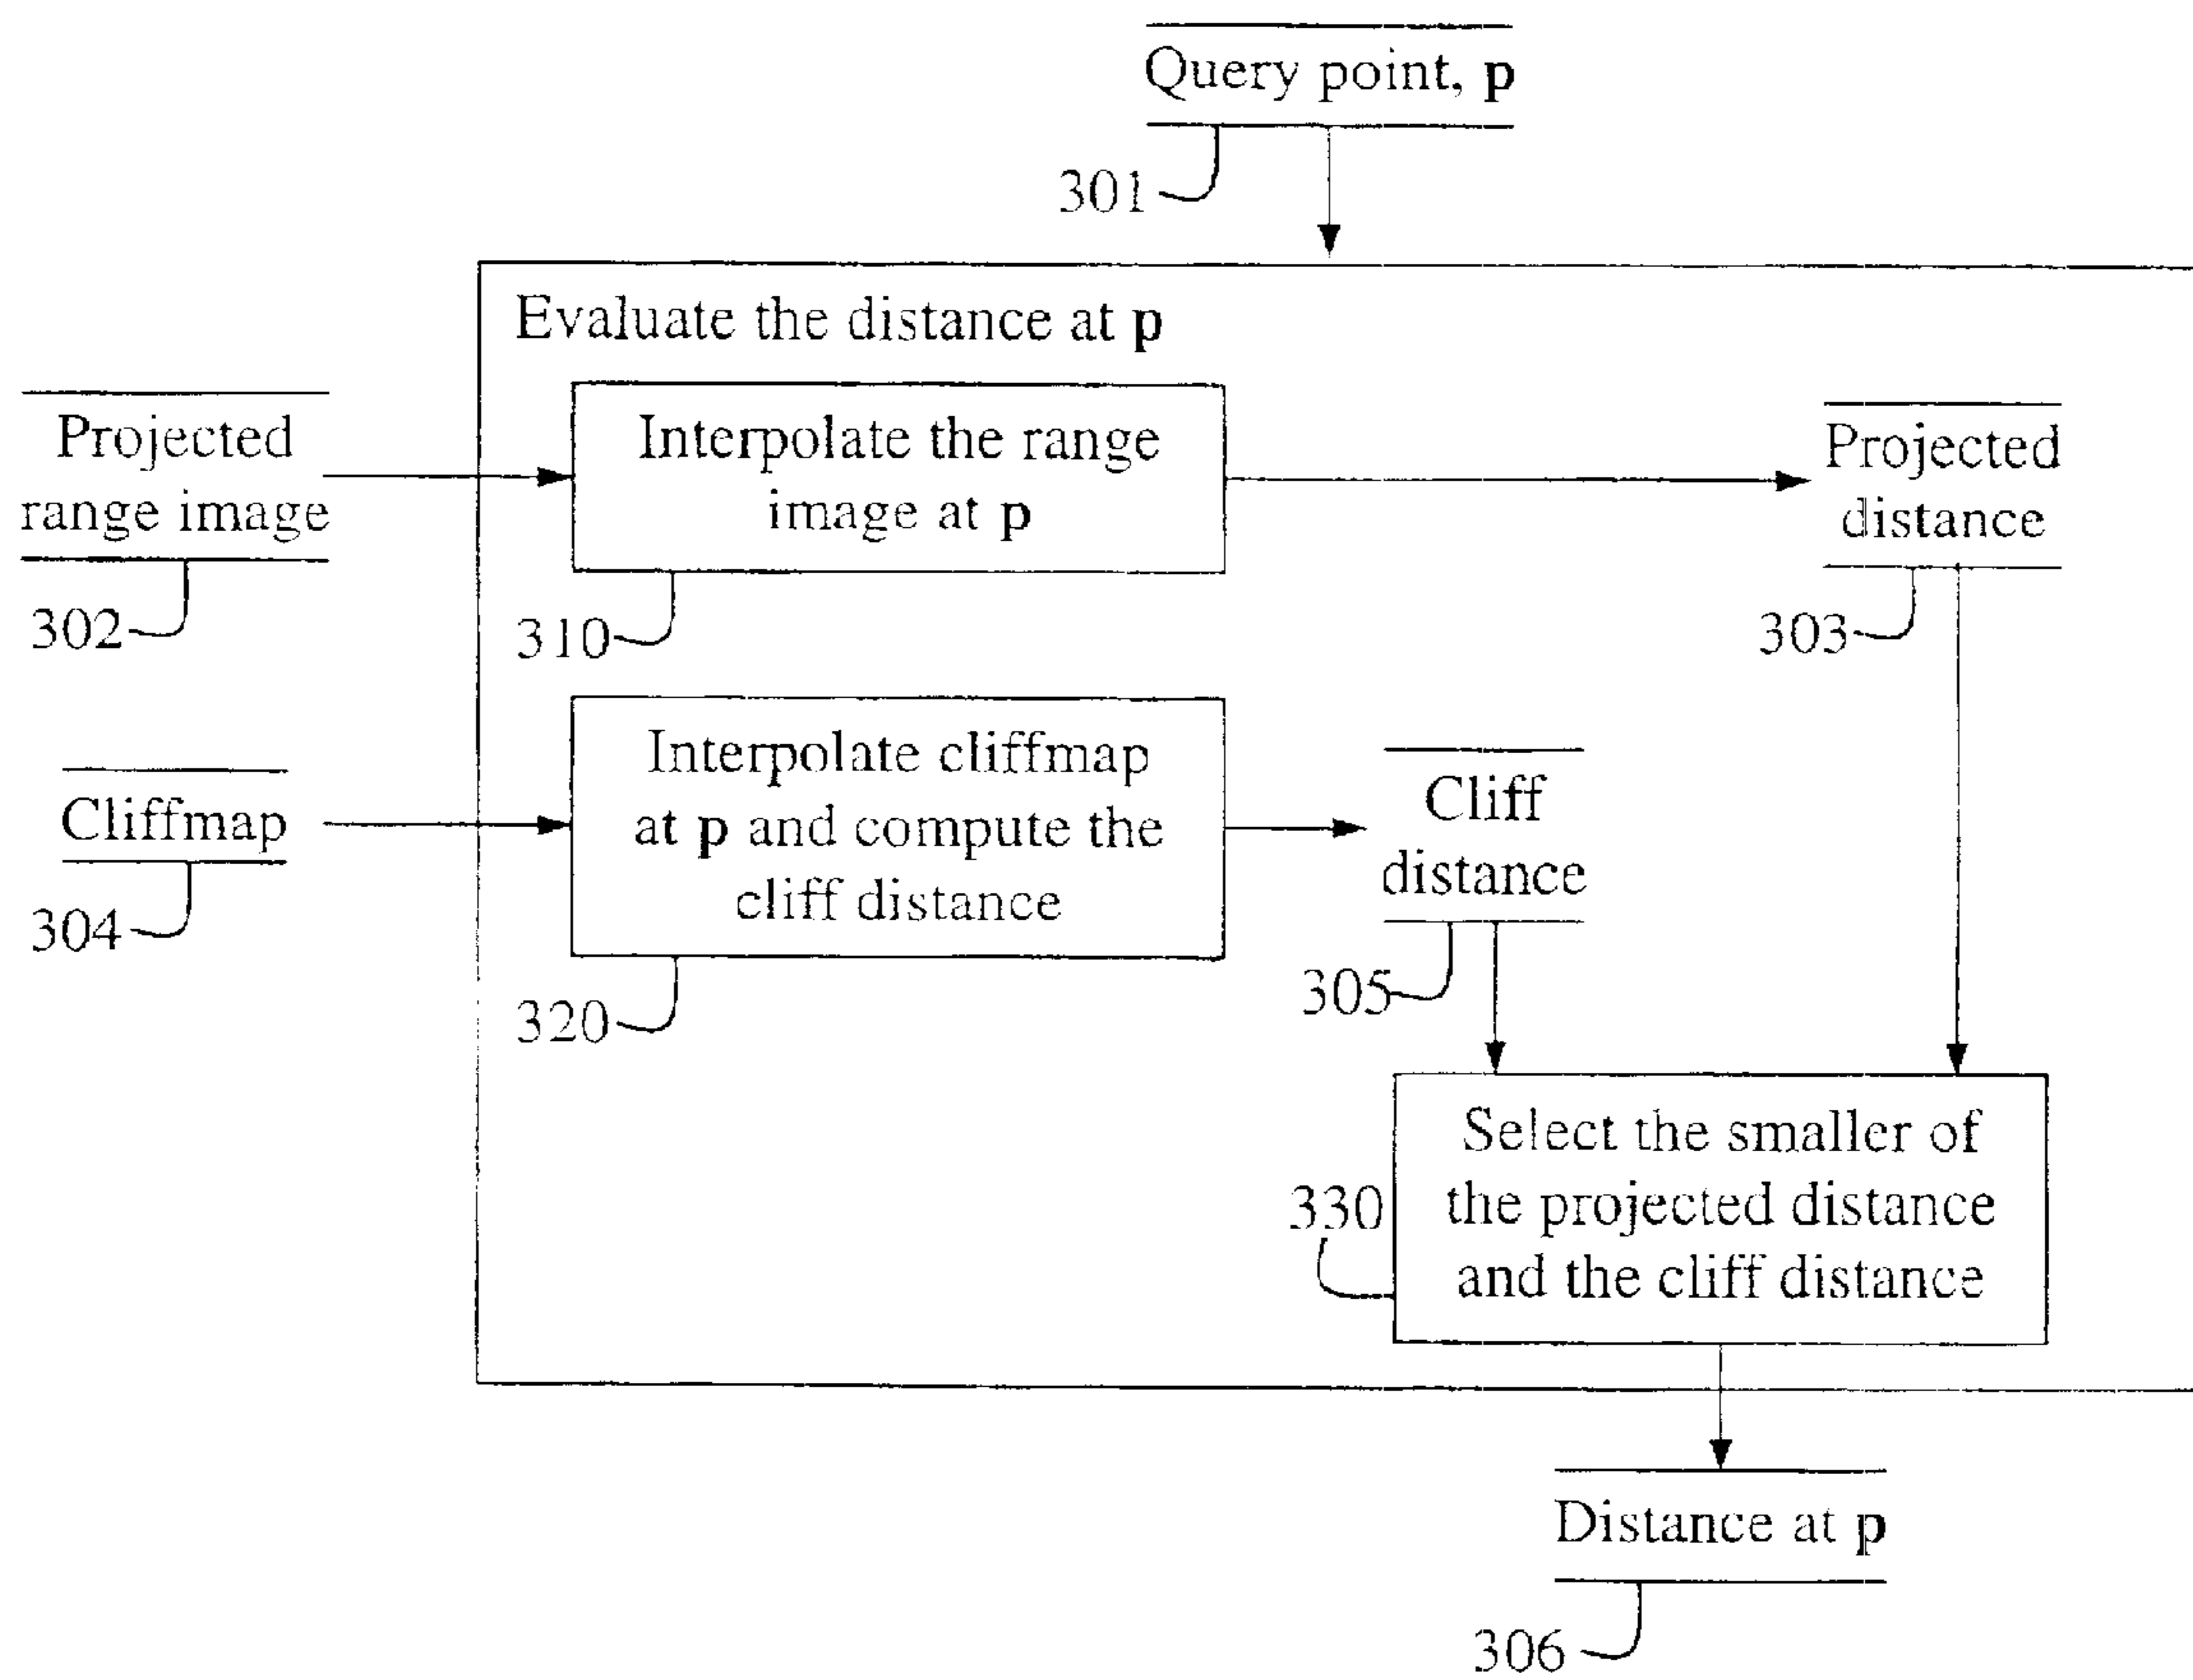 Query point, p
301
Evaluate the distance at p
Projected
range image
302
Interpolate the range
image at p
310
Projected
distance
303
Cliffmap
304
Interpolate cliffmap
at p and compute the
cliff distance
320
Cliff
distance
305
330
Select the smaller of
the projected distance
and the cliff distance
Distance at p
306